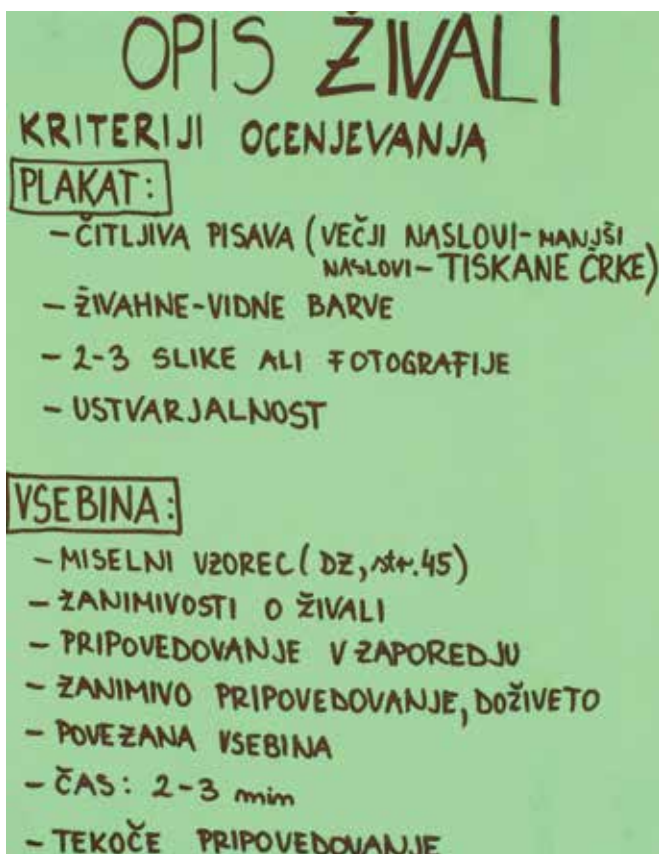 OPIS ŽIVALI
KRITERIJI OCENJEVANJA
PLAKAT:
- ČITLJIVA PISAVA (VEČJI NASLOVI - MANJŠI
NASLOVI - TISKANE ČRKE)
- ŽIVAHNE-VIDNE BARVE
- 2-3 SLIKE ALI FOTOGRAFIJE
- USTVARJALNOST
VSEBINA:
- MISELNI VZOREC (DZ, str. 45)
- ZANIMIVOSTI O ŽIVALI
- PRIPOVEDOVANJE V ZAPOREDJU
- ZANIMIVO PRIPOVEDOVANJE, DOŽIVETO
- POVEZANA VSEBINA
- ČAS: 2-3 min
- TEKOČE PRIPOVEDOVANJE